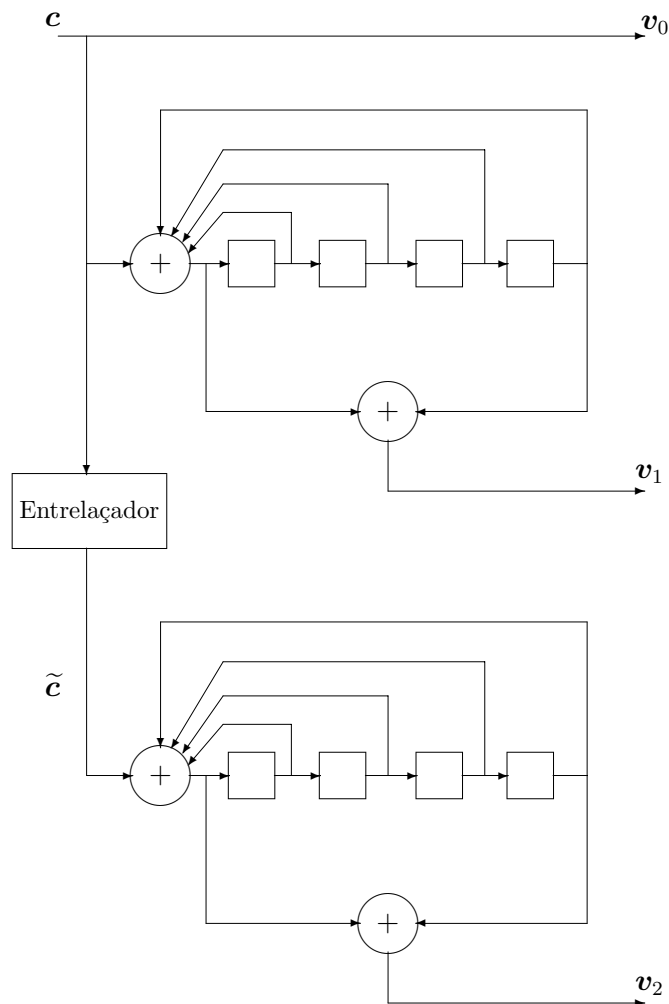 c v₀
+
+
v₁
Entrelaçador
c̃
+
+
v₂